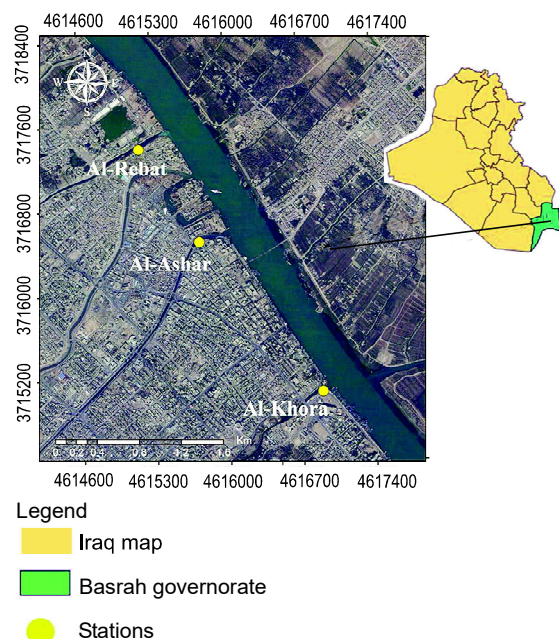 4614600 4615300 4616000 4616700 4617400
3718400
3717600
3716800
3716000
3715200
N
W
Al-Rebat
Al-Ashar
Al-Khora
0 0.2 0.4 0.8 1.2 1.6
Km
4614600 4615300 4616000 4616700 4617400
Legend
Iraq map
Basrah governorate
Stations